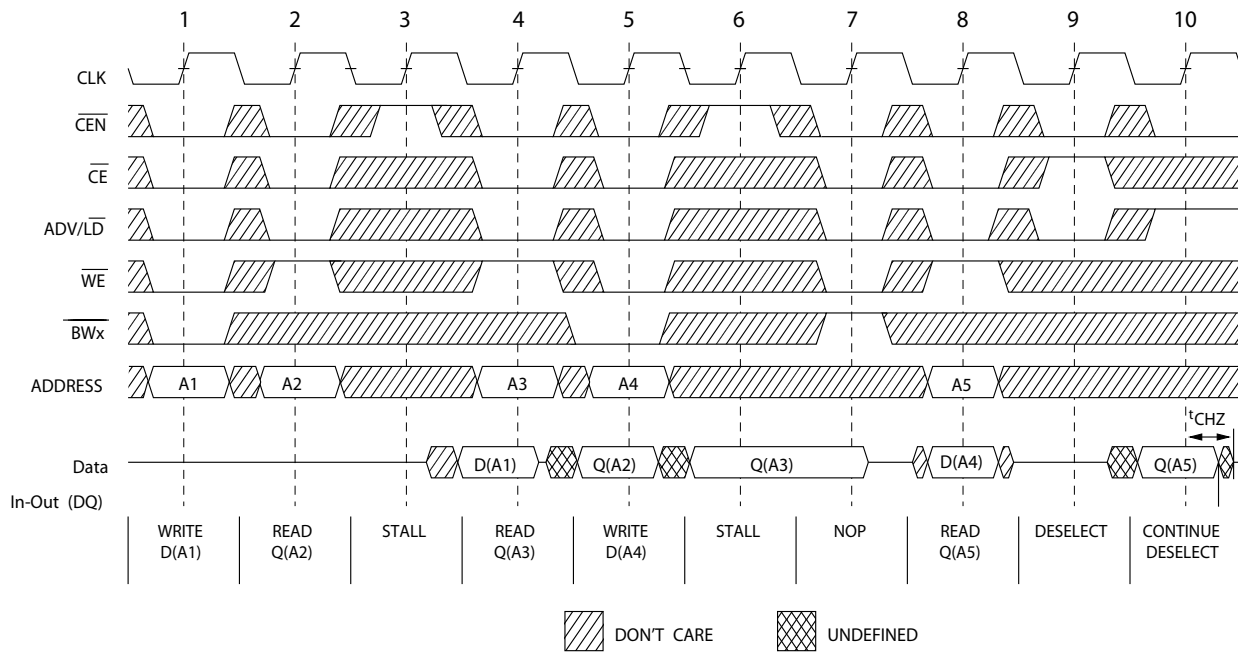 1 2 3 4 5 6 7 8 9 10
CLK
CEN
CE
ADV/LD
WE
BWx
ADDRESS A1 A2 A3 A4 A5
tCHZ
Data D(A1) Q(A2) Q(A3) D(A4) Q(A5)
In-Out (DQ)
WRITE READ STALL READ WRITE STALL NOP READ DESELECT CONTINUE
D(A1) Q(A2) Q(A3) D(A4) Q(A5) DESELECT
DON'T CARE UNDEFINED